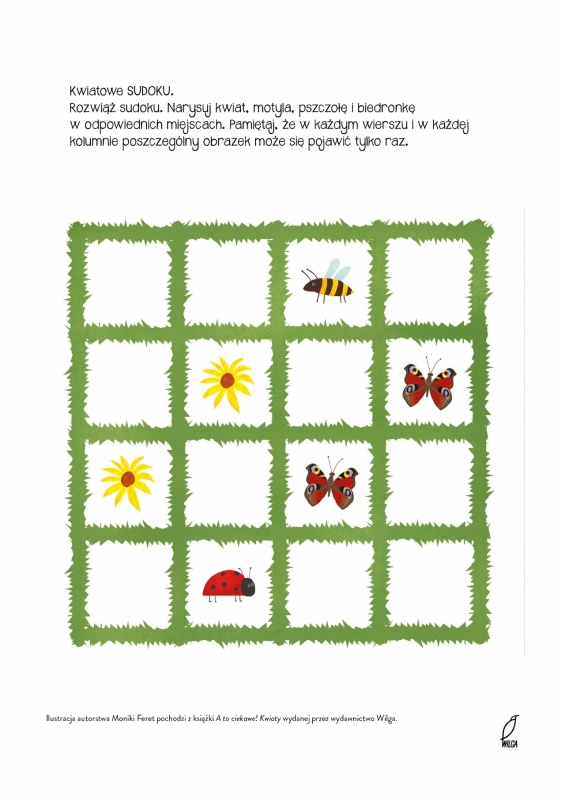 Kwiatowe SUDOKU.
Rozwiąż sudoku. Narysuj kwiat, motyla, pszczołę i biedronkę
w odpowiednich miejscach. Pamiętaj, że w każdym wierszu i w każdej
kolumnie poszczególny obrazek może się pojawić tylko raz.
Ilustracja autorstwa Moniki Feret pochodzi z książki A to ciekawe! Kwiaty wydanej przez wydawnictwo Wilga.
WILGA